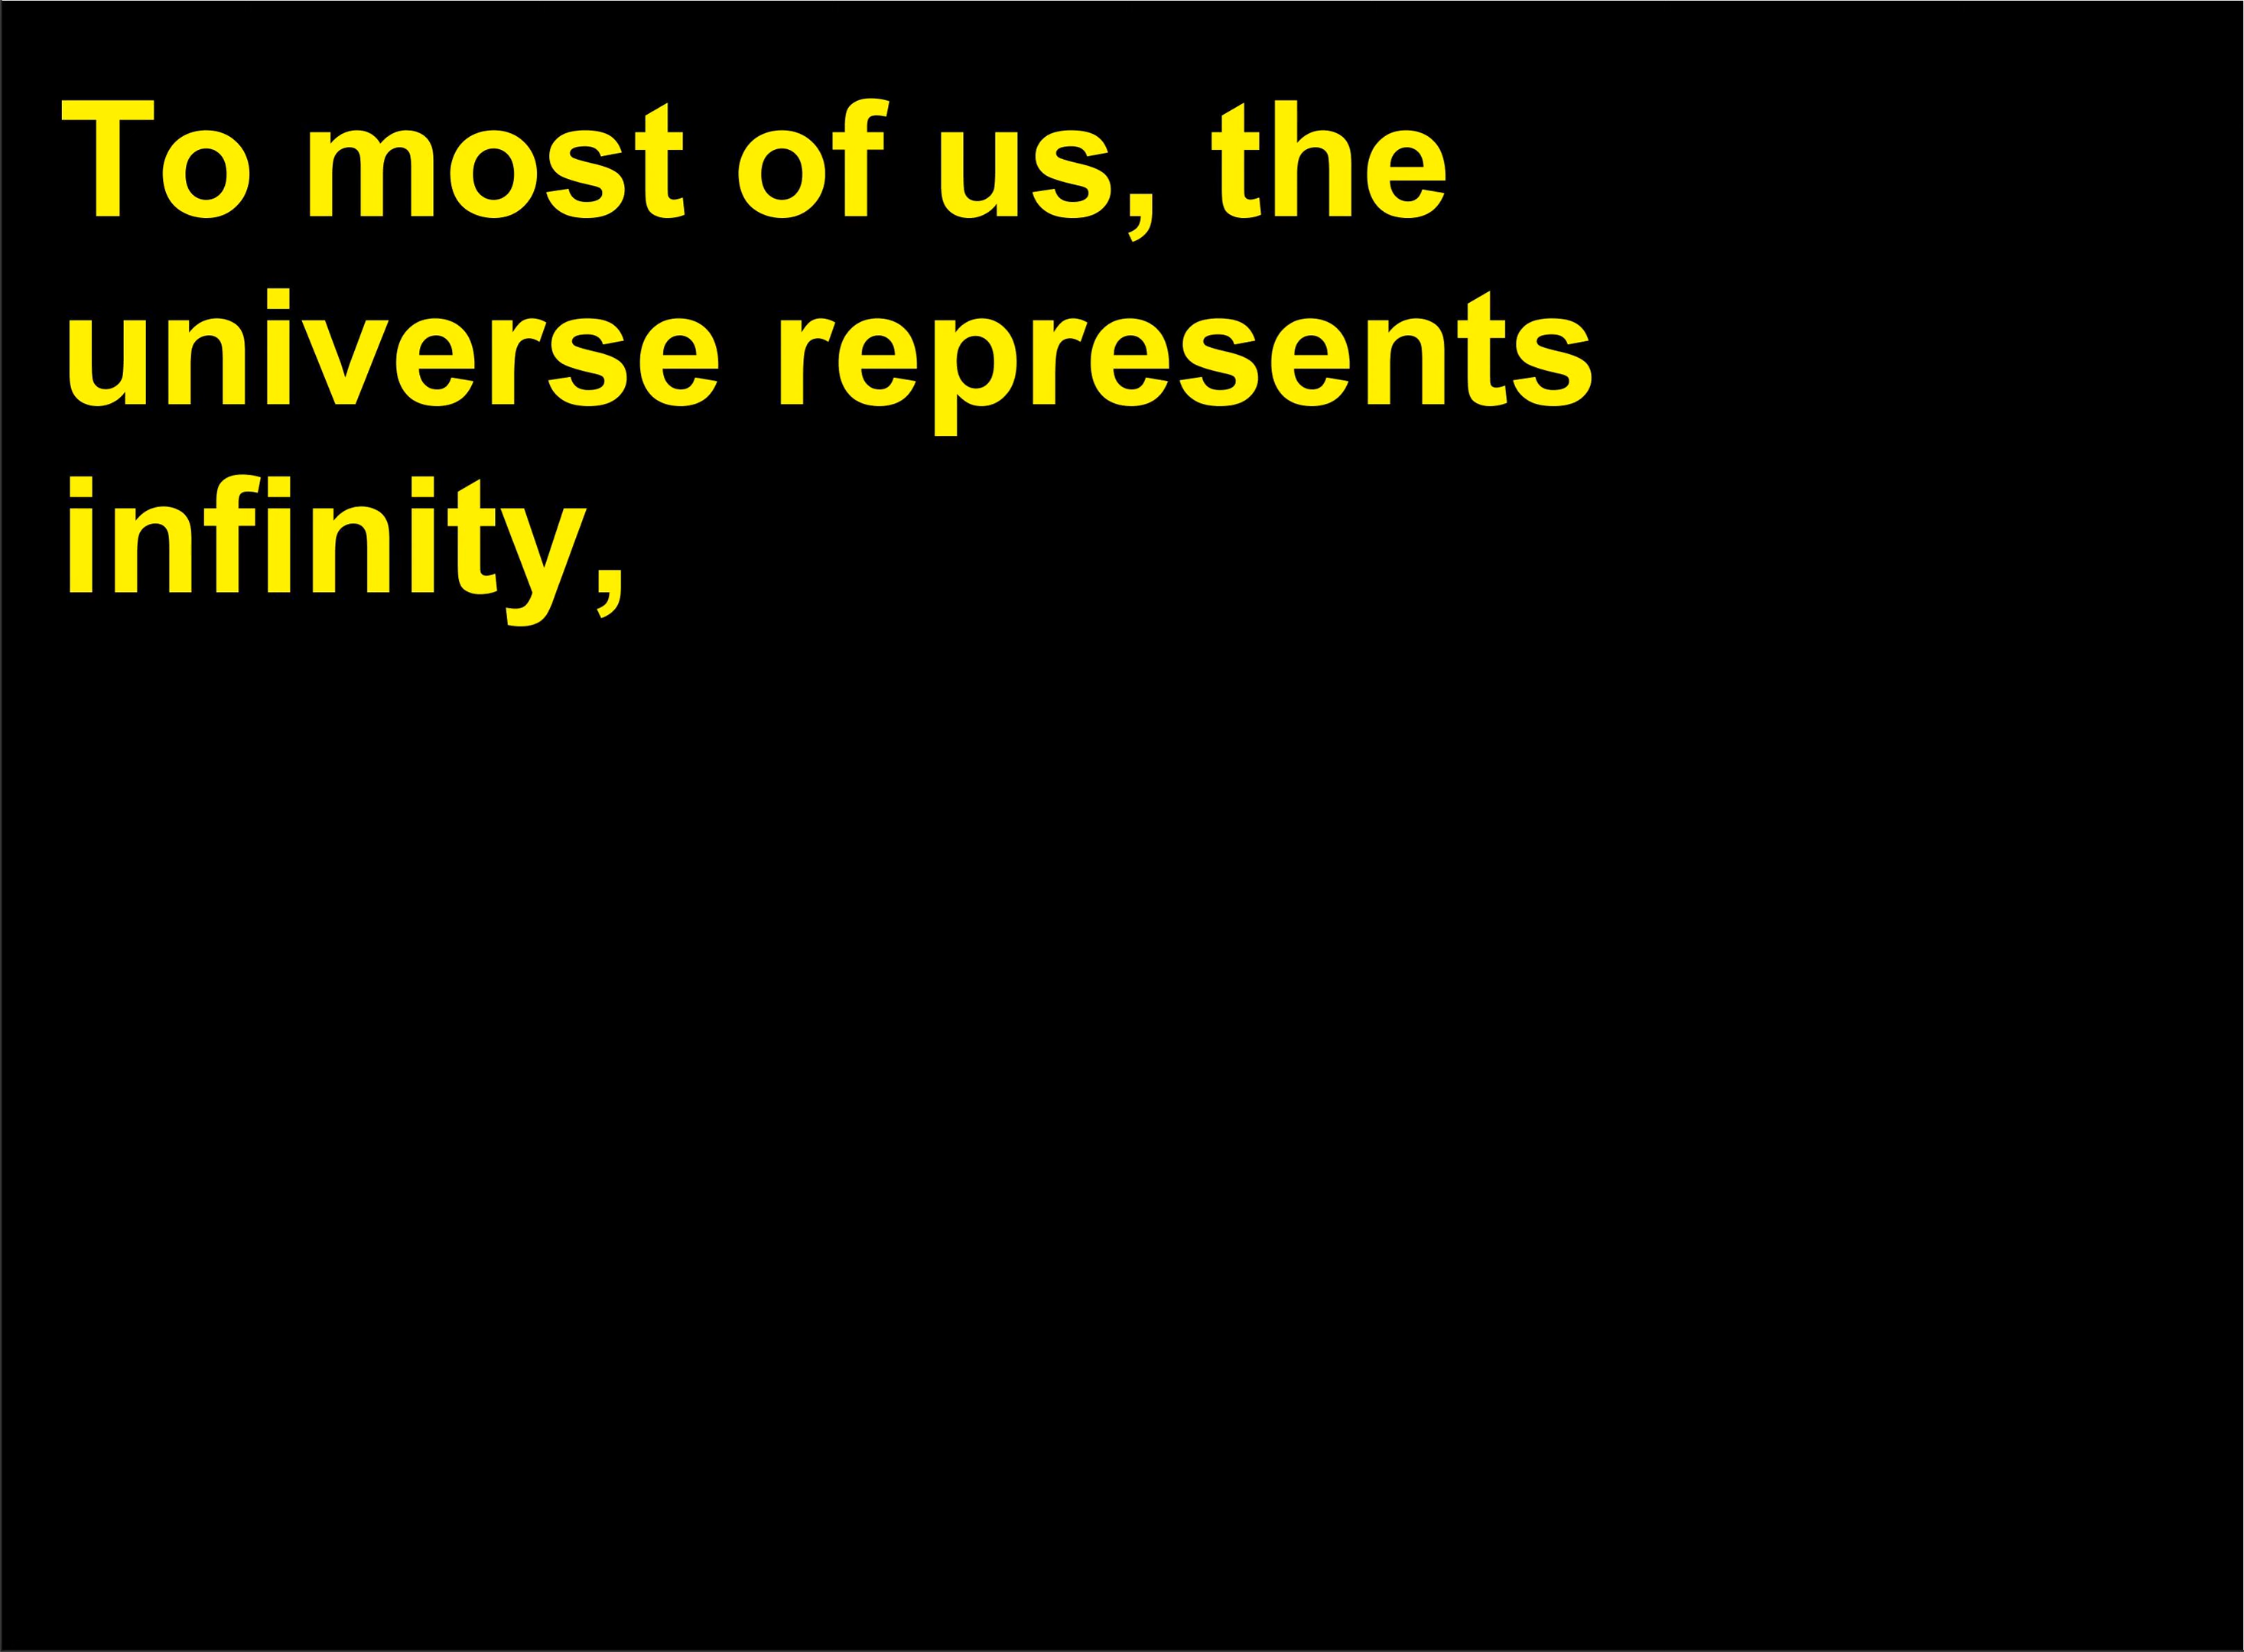 To most of us, the
universe represents
infinity,